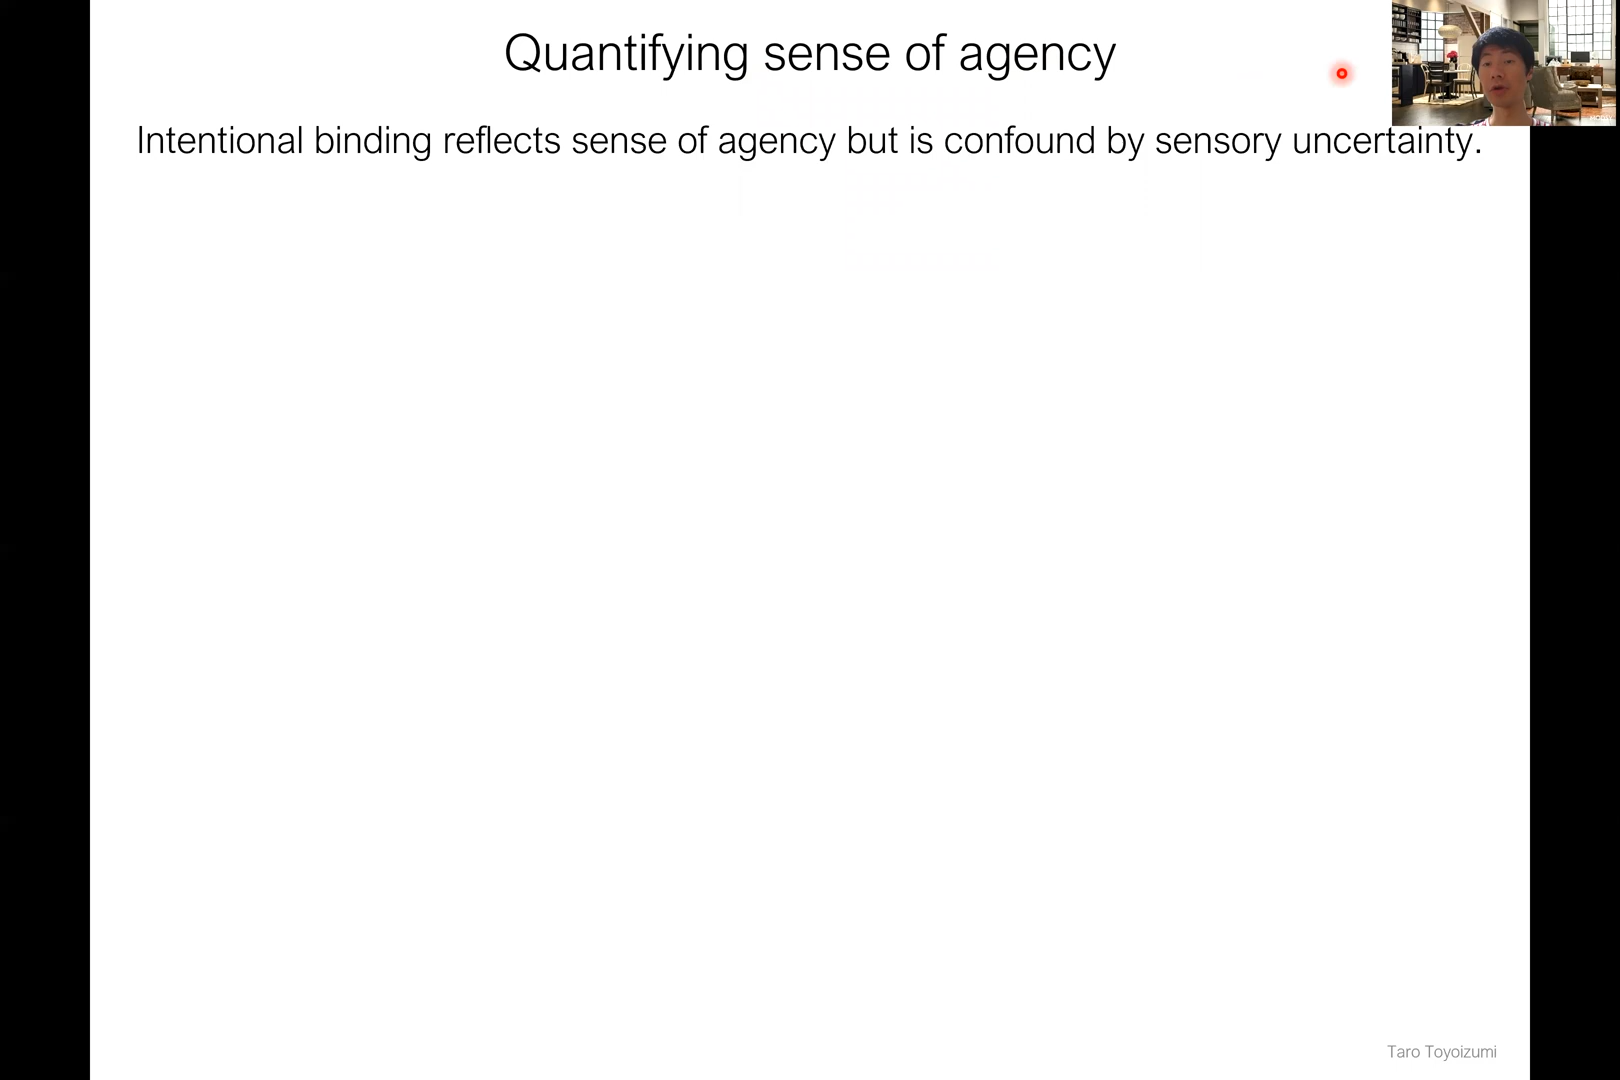 Quantifying sense of agency
Intentional binding reflects sense of agency but is confound by sensory uncertainty.
Taro Toyoizumi